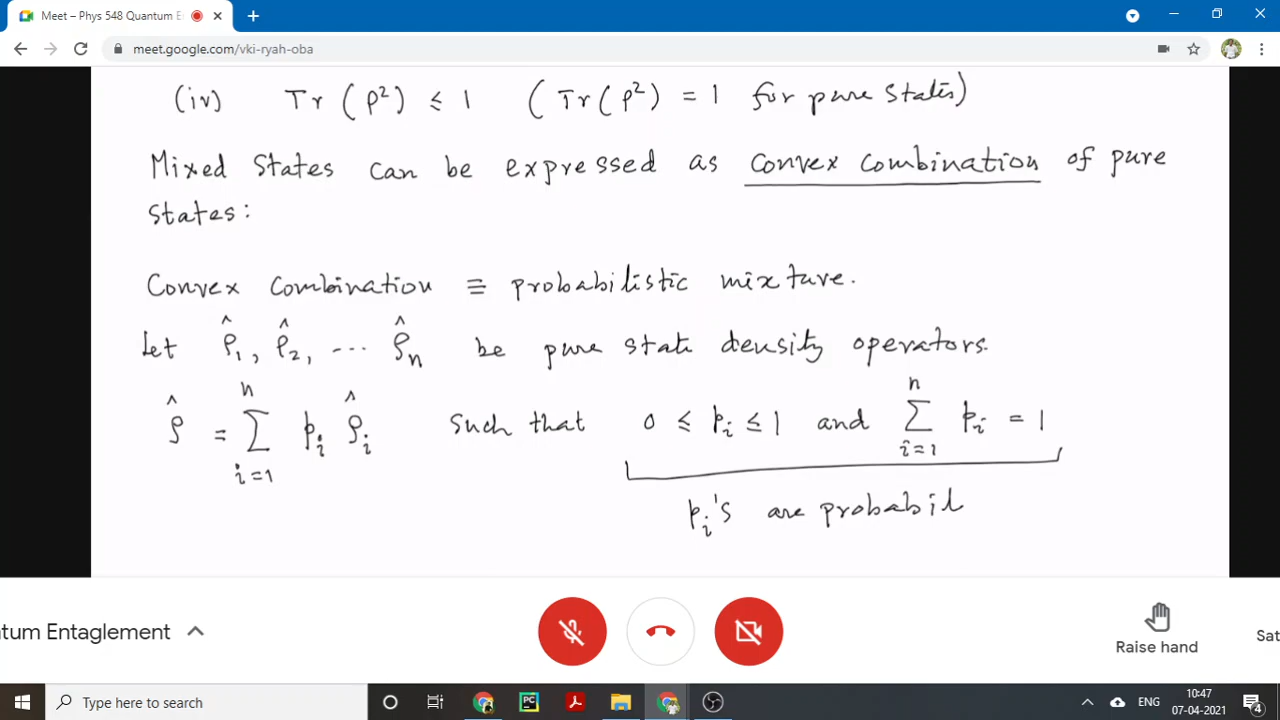 Meet – Phys 548 Quantum E
meet.google.com/vki-ryah-oba
(iv) Tr (ρ²) ≤ 1 (Tr (ρ²) = 1 for pure states)
Mixed States can be expressed as Convex Combination of pure
States:
Convex Combination ≡ probabilistic mixture.
Let ρ̂₁, ρ̂₂, ... ρ̂ₙ be pure state density operators.
ρ̂ = ∑ᵢ₌₁ⁿ pᵢ ρ̂ᵢ Such that 0 ≤ pᵢ ≤ 1 and ∑ᵢ₌₁ⁿ pᵢ = 1
pᵢ's are probabil
ntum Entaglement
Raise hand
Sat
Type here to search
ENG
10:47
07-04-2021
4